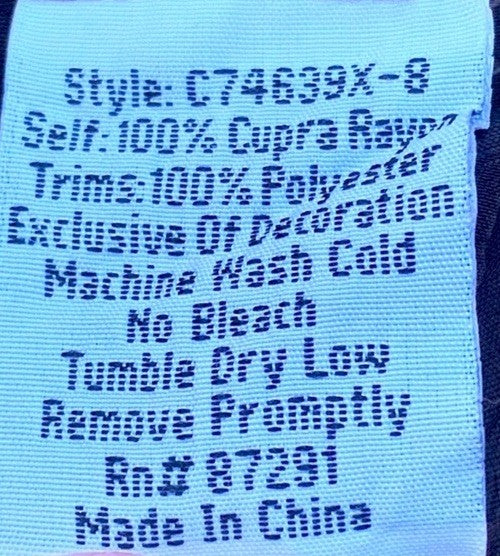 Style: C74639X-8
Self: 100% Cupra Rayon
Trims: 100% Polyester
Exclusive Of Decoration
Machine Wash Cold
No Bleach
Tumble Dry Low
Remove Promptly
Rn# 87291
Made In China